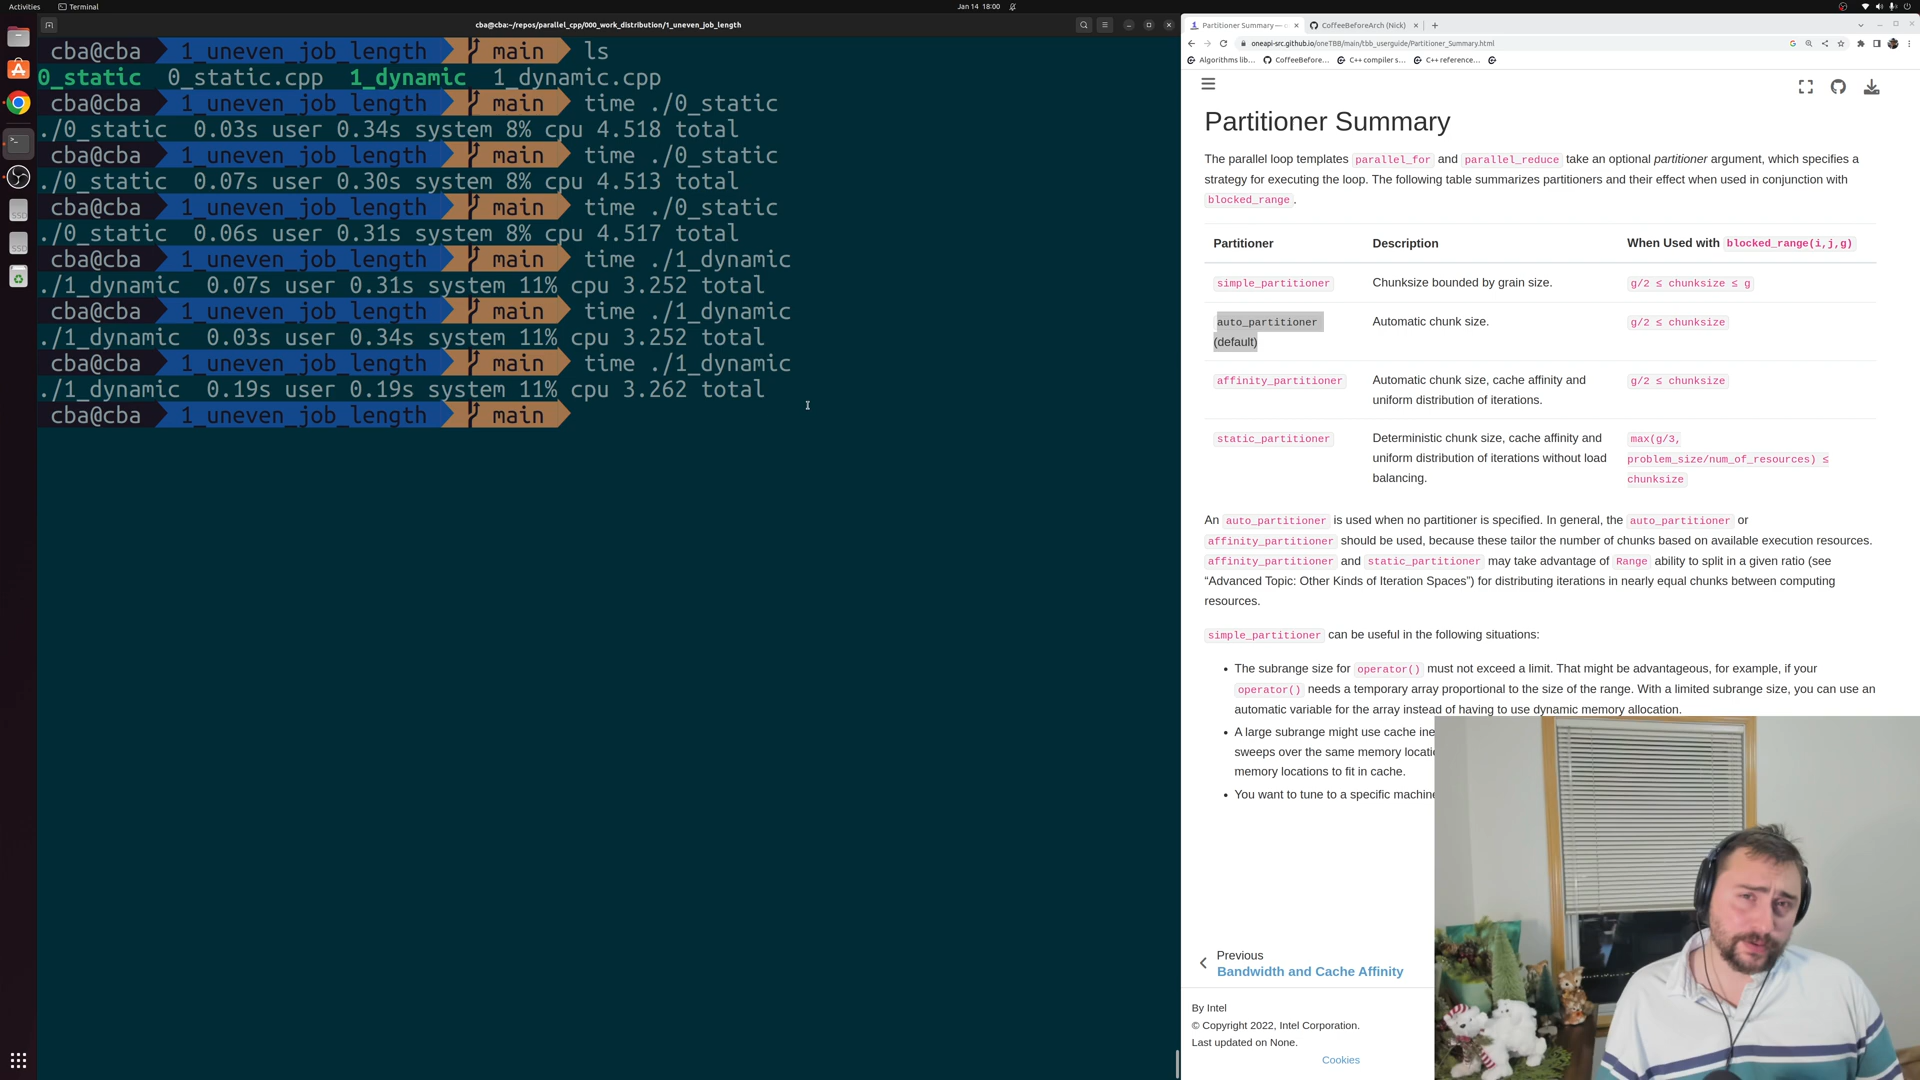 Activities
Terminal
Jan 14 18:00
cba@cba:~/repos/parallel_cpp/000_work_distribution/1_uneven_job_length
cba@cba 1_uneven_job_length main ls
0_static 0_static.cpp 1_dynamic 1_dynamic.cpp
cba@cba 1_uneven_job_length main time ./0_static
./0_static 0.03s user 0.34s system 8% cpu 4.518 total
cba@cba 1_uneven_job_length main time ./0_static
./0_static 0.07s user 0.30s system 8% cpu 4.513 total
cba@cba 1_uneven_job_length main time ./0_static
./0_static 0.06s user 0.31s system 8% cpu 4.517 total
cba@cba 1_uneven_job_length main time ./1_dynamic
./1_dynamic 0.07s user 0.31s system 11% cpu 3.252 total
cba@cba 1_uneven_job_length main time ./1_dynamic
./1_dynamic 0.03s user 0.34s system 11% cpu 3.252 total
cba@cba 1_uneven_job_length main time ./1_dynamic
./1_dynamic 0.19s user 0.19s system 11% cpu 3.262 total
cba@cba 1_uneven_job_length main
SSD
SSD
Partitioner Summary —
CoffeeBeforeArch (Nick)
oneapi-src.github.io/oneTBB/main/tbb_userguide/Partitioner_Summary.html
Algorithms lib... CoffeeBefore... C++ compiler s... C++ reference...
Partitioner Summary
The parallel loop templates parallel_for and parallel_reduce take an optional partitioner argument, which specifies a
strategy for executing the loop. The following table summarizes partitioners and their effect when used in conjunction with
blocked_range.
Partitioner Description When Used with blocked_range(i,j,g)
simple_partitioner Chunksize bounded by grain size. g/2 ≤ chunksize ≤ g
auto_partitioner Automatic chunk size. g/2 ≤ chunksize
(default)
affinity_partitioner Automatic chunk size, cache affinity and g/2 ≤ chunksize
uniform distribution of iterations.
static_partitioner Deterministic chunk size, cache affinity and max(g/3,
uniform distribution of iterations without load problem_size/num_of_resources) ≤
balancing. chunksize
An auto_partitioner is used when no partitioner is specified. In general, the auto_partitioner or
affinity_partitioner should be used, because these tailor the number of chunks based on available execution resources.
affinity_partitioner and static_partitioner may take advantage of Range ability to split in a given ratio (see
“Advanced Topic: Other Kinds of Iteration Spaces”) for distributing iterations in nearly equal chunks between computing
resources.
simple_partitioner can be useful in the following situations:
• The subrange size for operator() must not exceed a limit. That might be advantageous, for example, if your
operator() needs a temporary array proportional to the size of the range. With a limited subrange size, you can use an
automatic variable for the array instead of having to use dynamic memory allocation.
• A large subrange might use cache ine
sweeps over the same memory locati
memory locations to fit in cache.
• You want to tune to a specific machine
Previous
Bandwidth and Cache Affinity
By Intel
© Copyright 2022, Intel Corporation.
Last updated on None.
Cookies